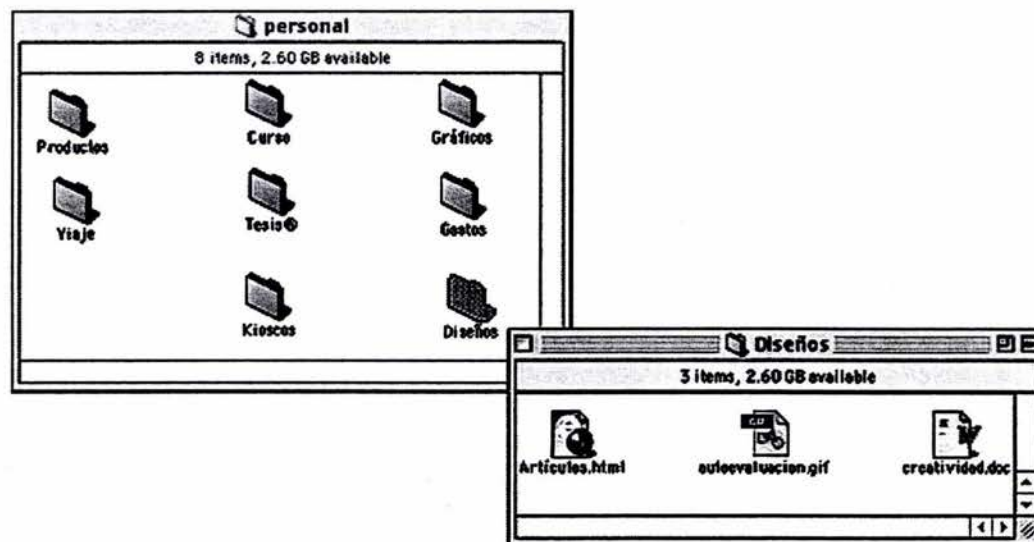 personal
8 items, 2.60 GB available
Productos Curso Gráficos
Viaje Tesis® Gastos
Kioscos Diseños
Diseños
3 items, 2.60 GB available
Artículos.html autoevaluacion.gif creatividad.doc